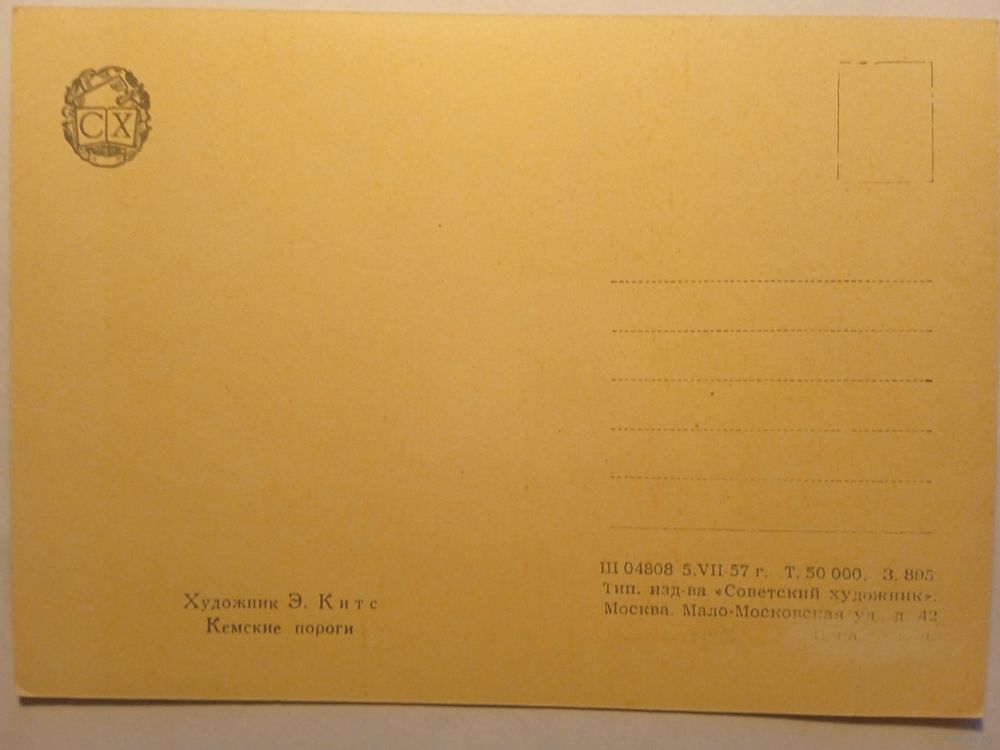 СХ
Художник Э. Китс
Кемские пороги
Ш 04808 5.VII-57 г. Т. 50 000. З. 895
Тип. изд-ва «Советский художник».
Москва. Мало-Московская ул. д. 42
Цена